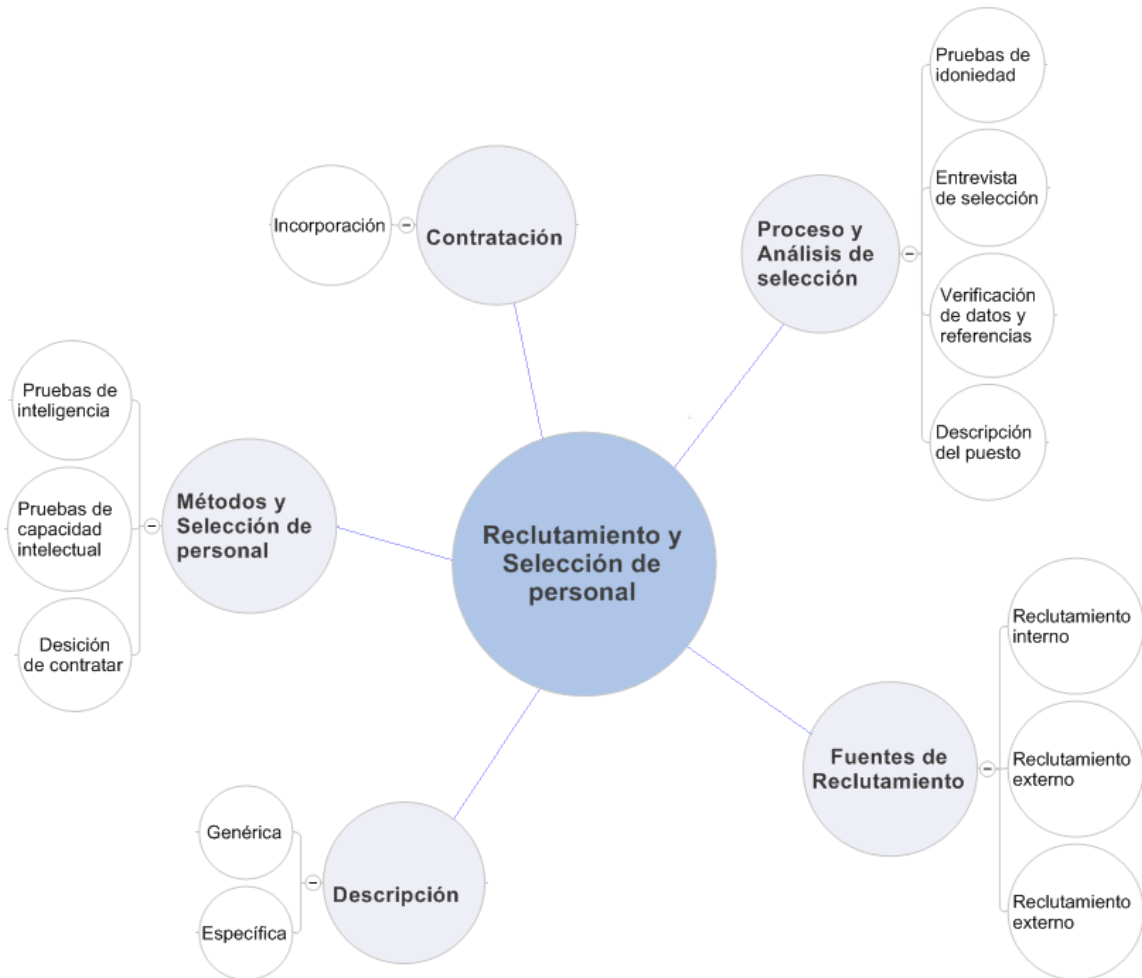 Reclutamiento y
Selección de
personal
Proceso y
Análisis de
selección
Pruebas de
idoniedad
Entrevista
de selección
Verificación
de datos y
referencias
Descripción
del puesto
Fuentes de
Reclutamiento
Reclutamiento
interno
Reclutamiento
externo
Reclutamiento
externo
Descripción
Genérica
Específica
Métodos y
Selección de
personal
Pruebas de
inteligencia
Pruebas de
capacidad
intelectual
Desición
de contratar
Contratación
Incorporación